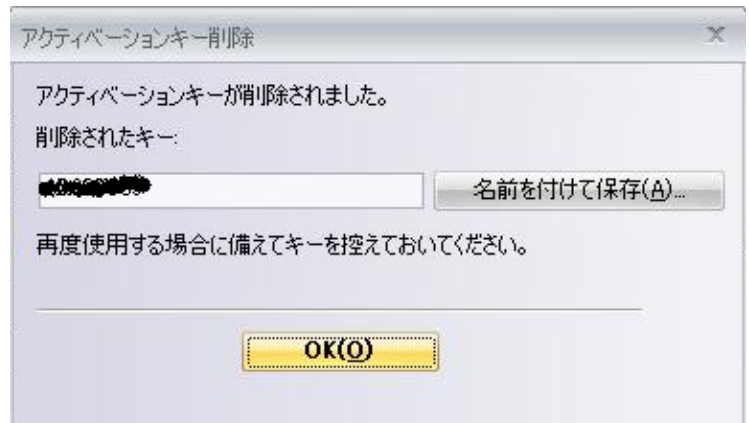 アクティベーションキー削除
アクティベーションキーが削除されました。
削除されたキー:
名前を付けて保存(A)...
再度使用する場合に備えてキーを控えておいてください。
OK(O)